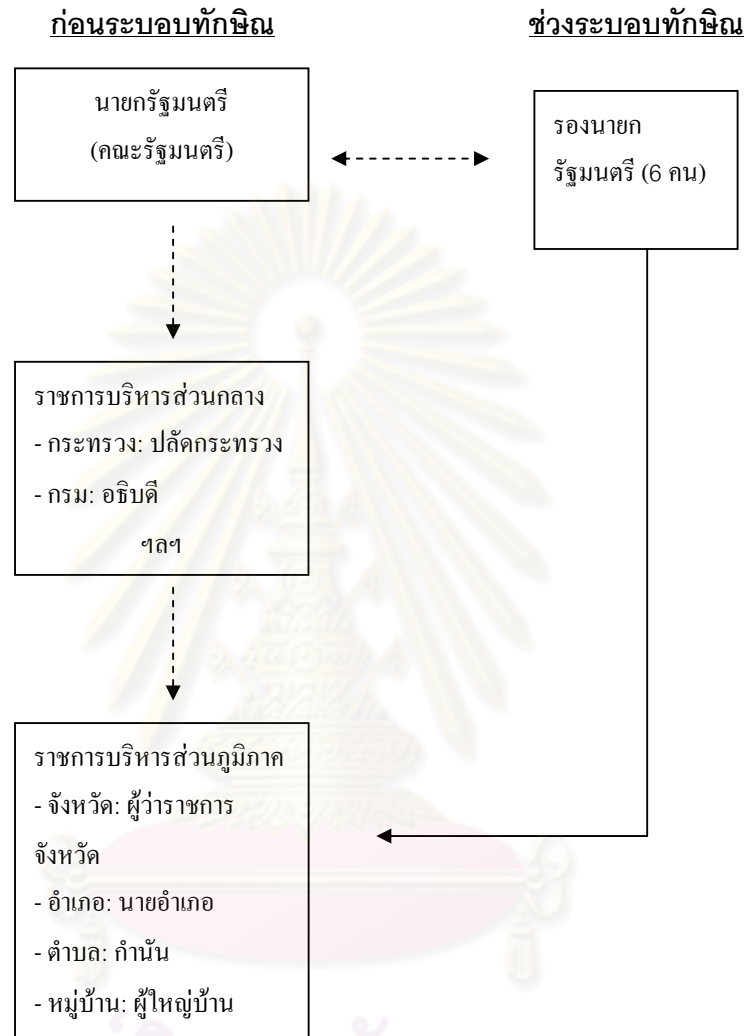 ก่อนระบอบทักษิณ
ช่วงระบอบทักษิณ
นายกรัฐมนตรี
(คณะรัฐมนตรี)
รองนายก
รัฐมนตรี (6 คน)
ราชการบริหารส่วนกลาง
- กระทรวง: ปลัดกระทรวง
- กรม: อธิบดี
ฯลฯ
ราชการบริหารส่วนภูมิภาค
- จังหวัด: ผู้ว่าราชการ
จังหวัด
- อำเภอ: นายอำเภอ
- ตำบล: กำนัน
- หมู่บ้าน: ผู้ใหญ่บ้าน